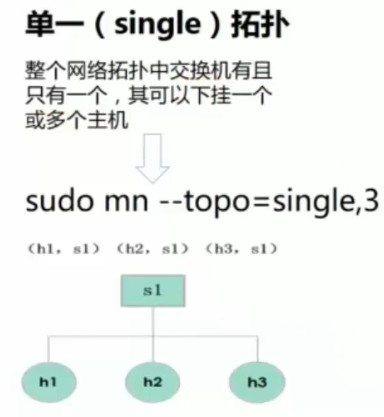 单一（single）拓扑
整个网络拓扑中交换机有且
只有一个，其可以下挂一个
或多个主机
sudo mn --topo=single,3
（h1，s1）（h2，s1）（h3，s1）
s1
h1 h2 h3